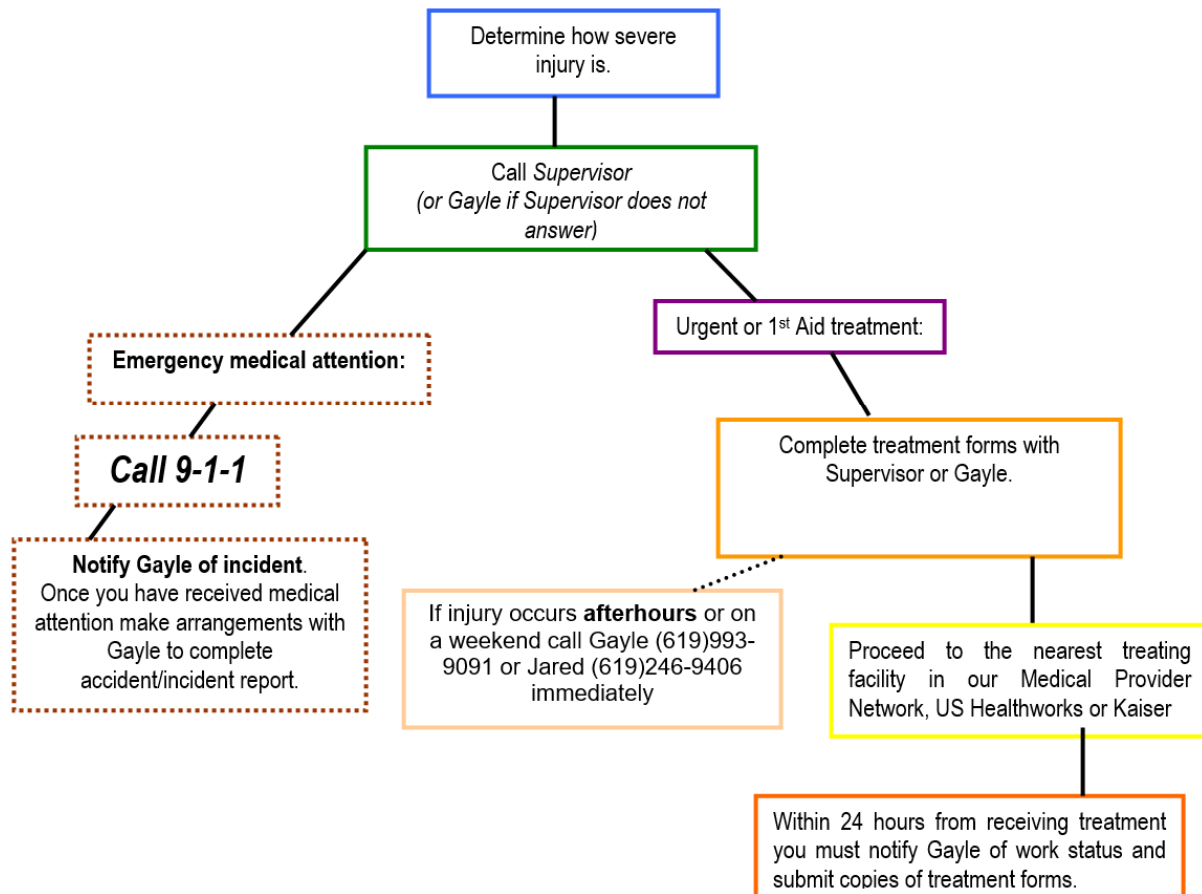 Determine how severe
injury is.
Call Supervisor
(or Gayle if Supervisor does not
answer)
Emergency medical attention:
Call 9-1-1
Notify Gayle of incident.
Once you have received medical
attention make arrangements with
Gayle to complete
accident/incident report.
Urgent or 1st Aid treatment:
Complete treatment forms with
Supervisor or Gayle.
If injury occurs afterhours or on
a weekend call Gayle (619)993-
9091 or Jared (619)246-9406
immediately
Proceed to the nearest treating
facility in our Medical Provider
Network, US Healthworks or Kaiser
Within 24 hours from receiving treatment
you must notify Gayle of work status and
submit copies of treatment forms.